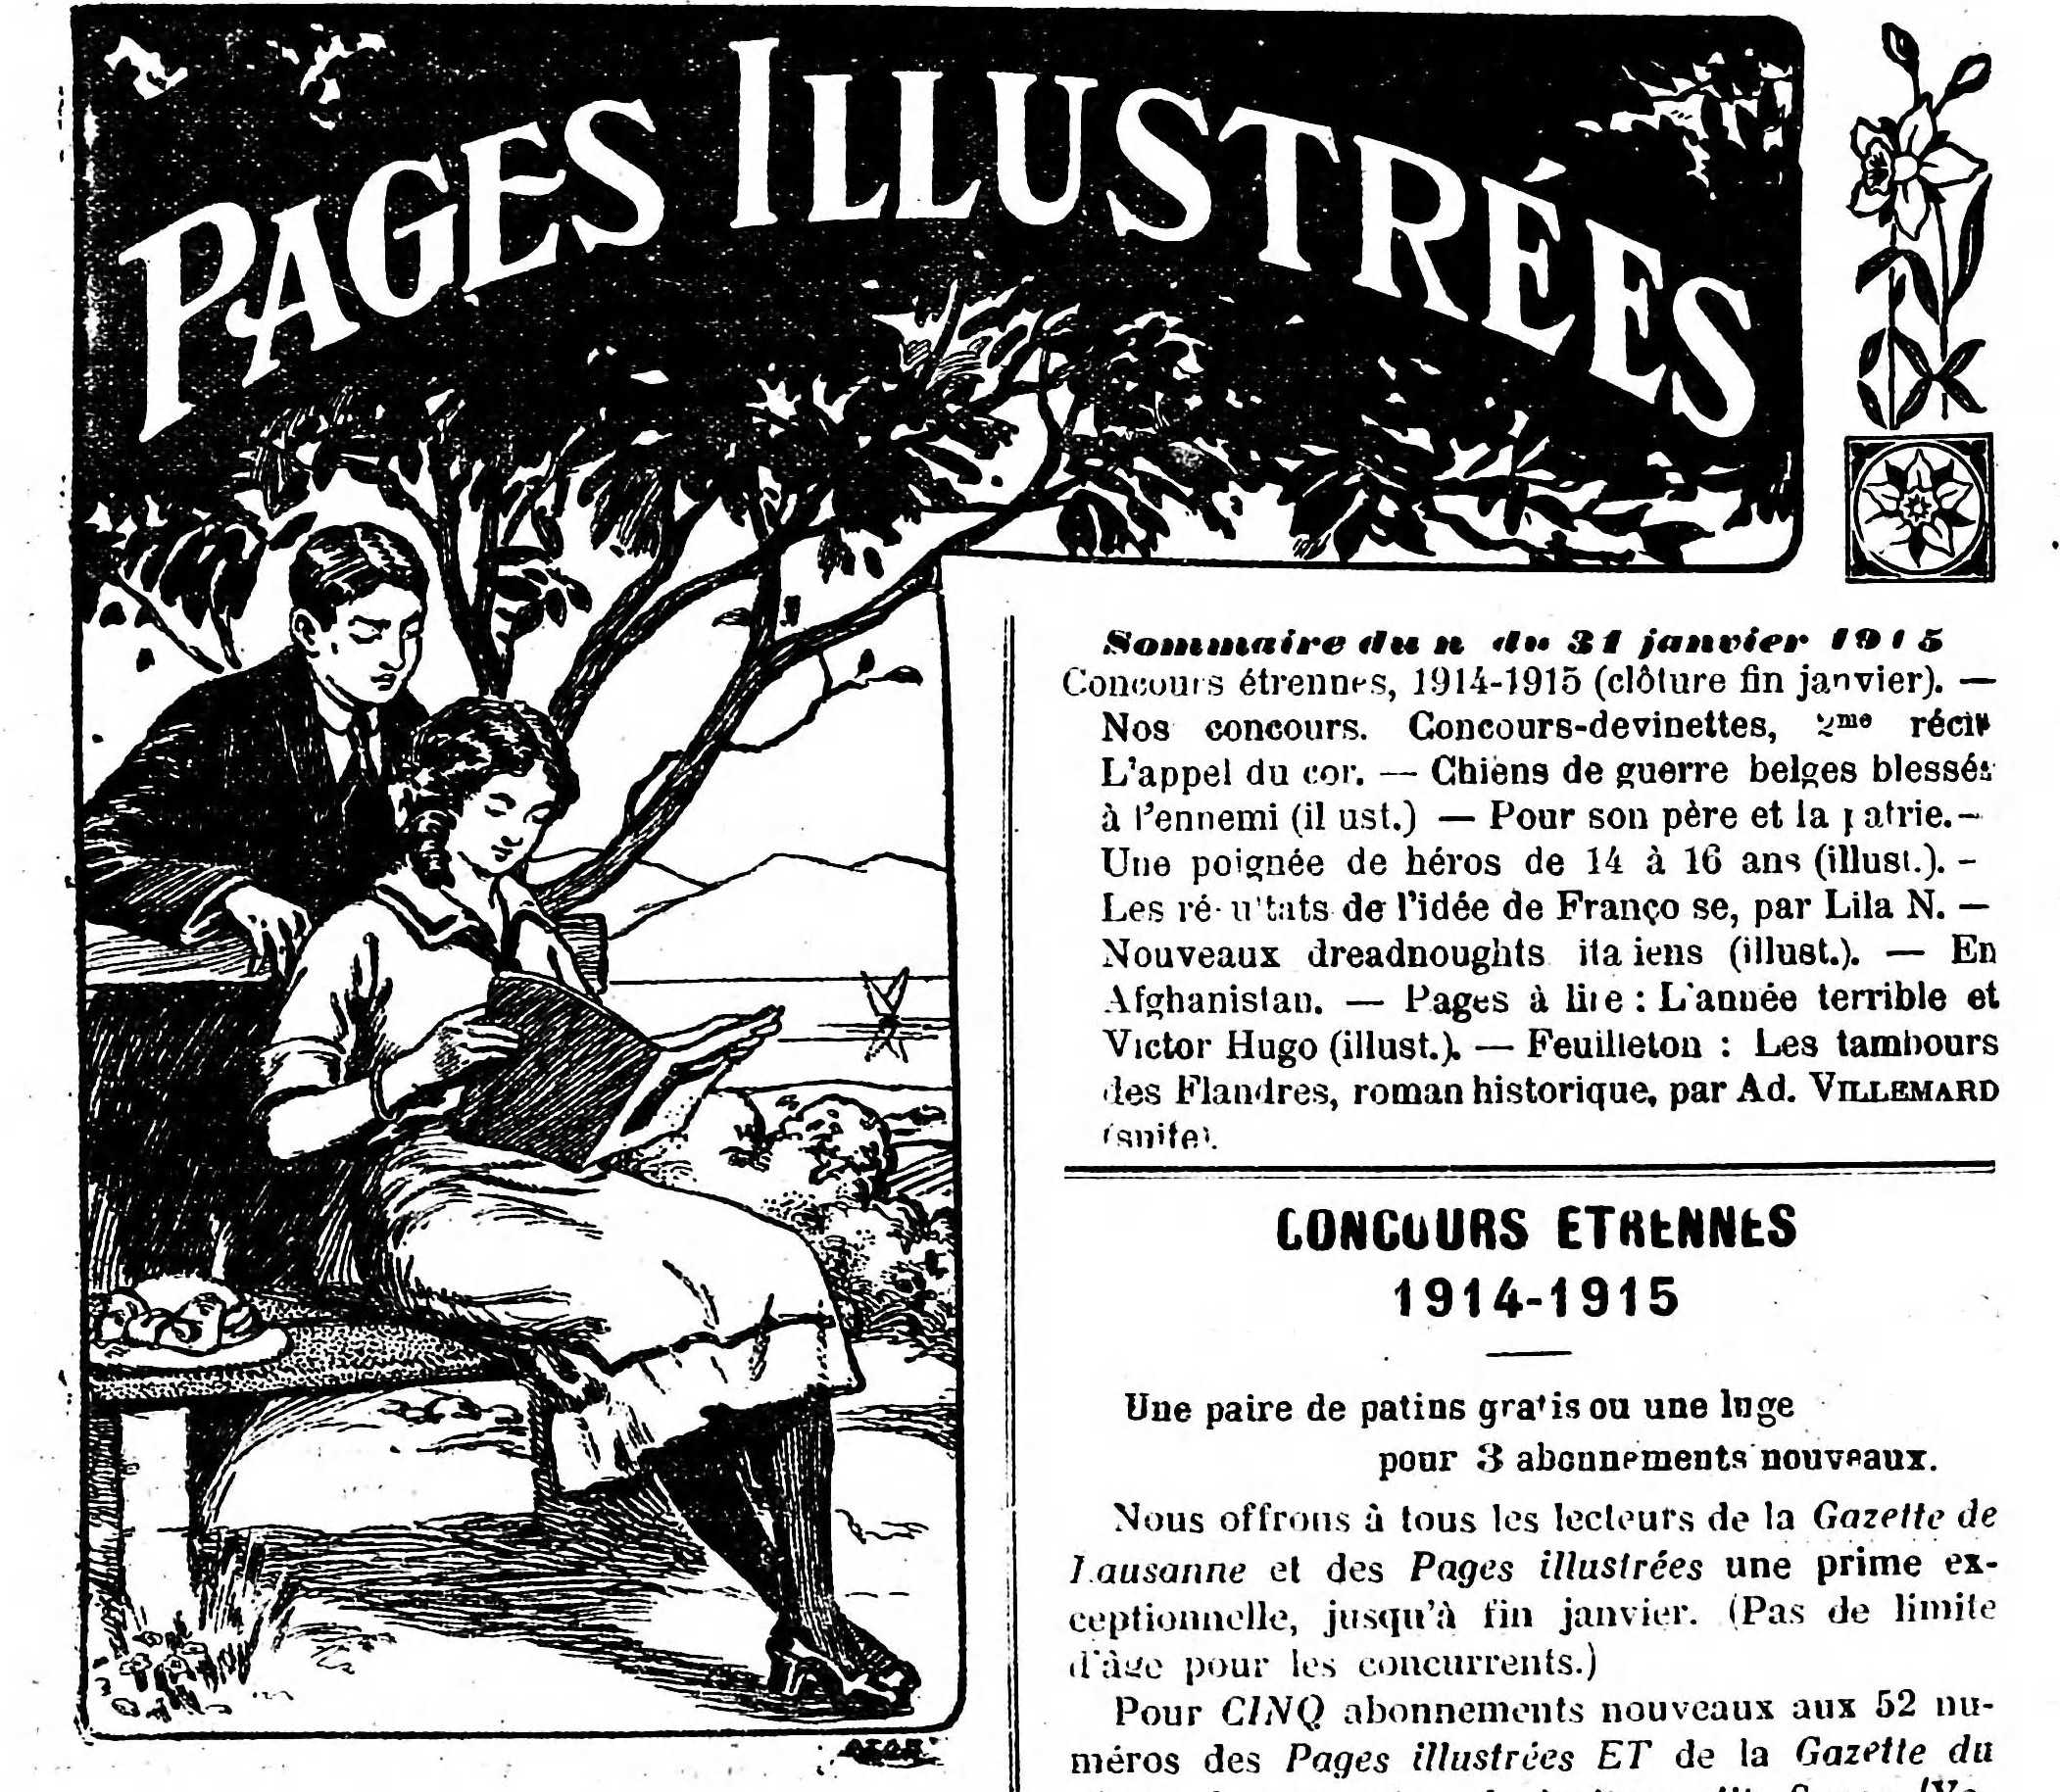 PAGES ILLUSTRÉES
Sommaire du n du 31 janvier 1915
Concours étrennes, 1914-1915 (clôture fin janvier). —
Nos concours. Concours-devinettes, 2me récit
L'appel du cor. — Chiens de guerre belges blessés
à l'ennemi (il ust.) — Pour son père et la patrie. -
Une poignée de héros de 14 à 16 ans (illust.). -
Les résultats de l'idée de Franço se, par Lila N. —
Nouveaux dreadnoughts ita iens (illust.). — En
Afghanistan. — Pages à lire : L'année terrible et
Victor Hugo (illust.). — Feuilleton : Les tambours
des Flandres, roman historique, par Ad. VILLEMARD
(suite).
CONCOURS ETRENNES
1914-1915
Une paire de patins gratis ou une luge
pour 3 abonnements nouveaux.
Nous offrons à tous les lecteurs de la Gazette de
Lausanne et des Pages illustrées une prime ex-
ceptionnelle, jusqu'à fin janvier. (Pas de limite
d'âge pour les concurrents.)
Pour CINQ abonnements nouveaux aux 52 nu-
méros des Pages illustrées ET de la Gazette du